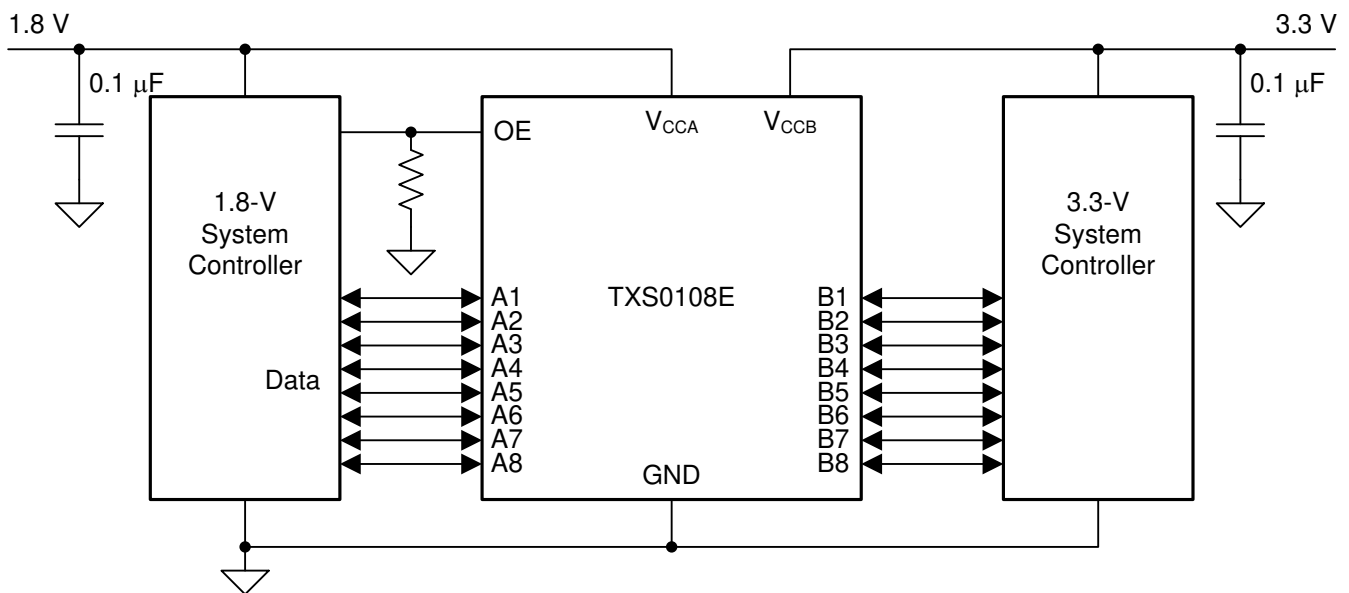 1.8 V
3.3 V
0.1 μF
0.1 μF
OE
VCCA
VCCB
1.8-V
System
Controller
3.3-V
System
Controller
TXS0108E
A1
A2
A3
A4
A5
A6
A7
A8
Data
B1
B2
B3
B4
B5
B6
B7
B8
GND